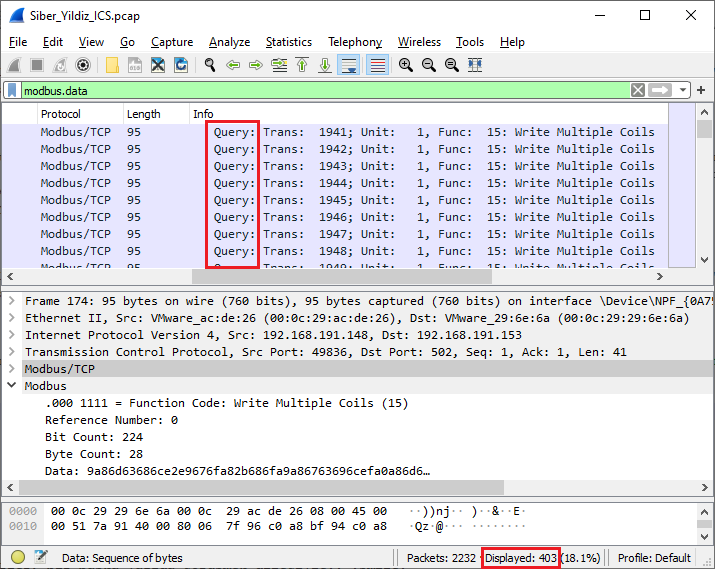 Siber_Yildiz_ICS.pcap
File Edit View Go Capture Analyze Statistics Telephony Wireless Tools Help
modbus.data
Protocol Length Info
Modbus/TCP 95 Query: Trans: 1941; Unit: 1, Func: 15: Write Multiple Coils
Modbus/TCP 95 Query: Trans: 1942; Unit: 1, Func: 15: Write Multiple Coils
Modbus/TCP 95 Query: Trans: 1943; Unit: 1, Func: 15: Write Multiple Coils
Modbus/TCP 95 Query: Trans: 1944; Unit: 1, Func: 15: Write Multiple Coils
Modbus/TCP 95 Query: Trans: 1945; Unit: 1, Func: 15: Write Multiple Coils
Modbus/TCP 95 Query: Trans: 1946; Unit: 1, Func: 15: Write Multiple Coils
Modbus/TCP 95 Query: Trans: 1947; Unit: 1, Func: 15: Write Multiple Coils
Modbus/TCP 95 Query: Trans: 1948; Unit: 1, Func: 15: Write Multiple Coils
Frame 174: 95 bytes on wire (760 bits), 95 bytes captured (760 bits) on interface \Device\NPF_{0A75
Ethernet II, Src: VMware_ac:de:26 (00:0c:29:ac:de:26), Dst: VMware_29:6e:6a (00:0c:29:29:6e:6a)
Internet Protocol Version 4, Src: 192.168.191.148, Dst: 192.168.191.153
Transmission Control Protocol, Src Port: 49836, Dst Port: 502, Seq: 1, Ack: 1, Len: 41
Modbus/TCP
Modbus
.000 1111 = Function Code: Write Multiple Coils (15)
Reference Number: 0
Bit Count: 224
Byte Count: 28
Data: 9a86d63686ce2e9676fa82b686fa9a86763696cefa0a86d6…
0000 00 0c 29 29 6e 6a 00 0c 29 ac de 26 08 00 45 00 ··))nj·· )··&··E·
0010 00 51 7a 91 40 00 80 06 7f 96 c0 a8 bf 94 c0 a8 ·Qz·@··· ········
Data: Sequence of bytes Packets: 2232 · Displayed: 403 (18.1%) Profile: Default